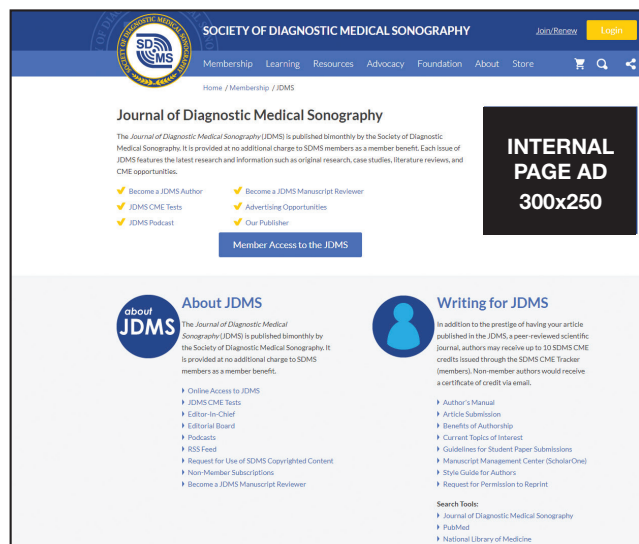 SOCIETY OF DIAGNOSTIC MEDICAL SONOGRAPHY
SDMS
SOCIETY OF DIAGNOSTIC MEDICAL SONOGRAPHY
Join/Renew
Login
Membership Learning Resources Advocacy Foundation About Store
Home / Membership / JDMS
Journal of Diagnostic Medical Sonography
The Journal of Diagnostic Medical Sonography (JDMS) is published bimonthly by the Society of Diagnostic
Medical Sonography. It is provided at no additional charge to SDMS members as a member benefit. Each issue of
JDMS features the latest research and information such as original research, case studies, literature reviews, and
CME opportunities.
Become a JDMS Author
Become a JDMS Manuscript Reviewer
JDMS CME Tests
Advertising Opportunities
JDMS Podcast
Our Publisher
Member Access to the JDMS
INTERNAL
PAGE AD
300x250
about
JDMS
About JDMS
The Journal of Diagnostic Medical
Sonography (JDMS) is published bimonthly by
the Society of Diagnostic Medical Sonography. It
is provided at no additional charge to SDMS
members as a member benefit.
Online Access to JDMS
JDMS CME Tests
Editor-In-Chief
Editorial Board
Podcasts
RSS Feed
Request for Use of SDMS Copyrighted Content
Non-Member Subscriptions
Become a JDMS Manuscript Reviewer
Writing for JDMS
In addition to the prestige of having your article
published in the JDMS, a peer-reviewed scientific
journal, authors may receive up to 10 SDMS CME
credits issued through the SDMS CME Tracker
(members). Non-member authors would receive
a certificate of credit via email.
Author's Manual
Article Submission
Benefits of Authorship
Current Topics of Interest
Guidelines for Student Paper Submissions
Manuscript Management Center (ScholarOne)
Style Guide for Authors
Request for Permission to Reprint
Search Tools:
Journal of Diagnostic Medical Sonography
PubMed
National Library of Medicine